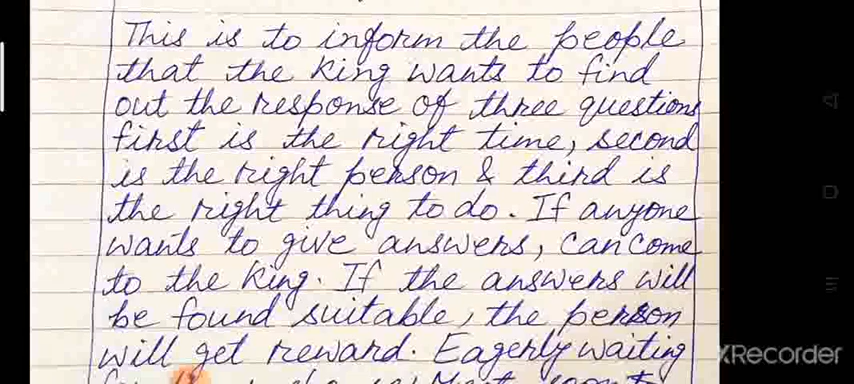 This is to inform the people
that the King wants to find
out the response of three questions
first is the right time, second
is the right person & third is
the right thing to do. If anyone
wants to give answers, can come
to the King. If the answers will
be found suitable, the person
will get reward. Eagerly waiting
XRecorder